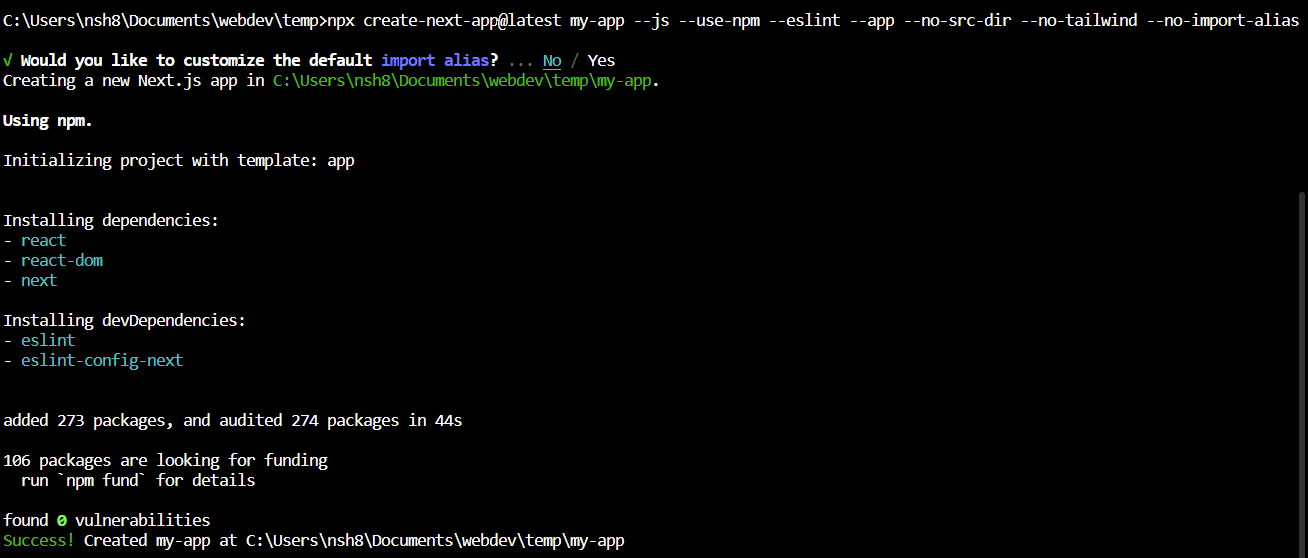 C:\Users\nsh8\Documents\webdev\temp>npx create-next-app@latest my-app --js --use-npm --eslint --app --no-src-dir --no-tailwind --no-import-alias
√ Would you like to customize the default import alias? ... No / Yes
Creating a new Next.js app in C:\Users\nsh8\Documents\webdev\temp\my-app.
Using npm.
Initializing project with template: app
Installing dependencies:
- react
- react-dom
- next
Installing devDependencies:
- eslint
- eslint-config-next
added 273 packages, and audited 274 packages in 44s
106 packages are looking for funding
  run `npm fund` for details
found 0 vulnerabilities
Success! Created my-app at C:\Users\nsh8\Documents\webdev\temp\my-app